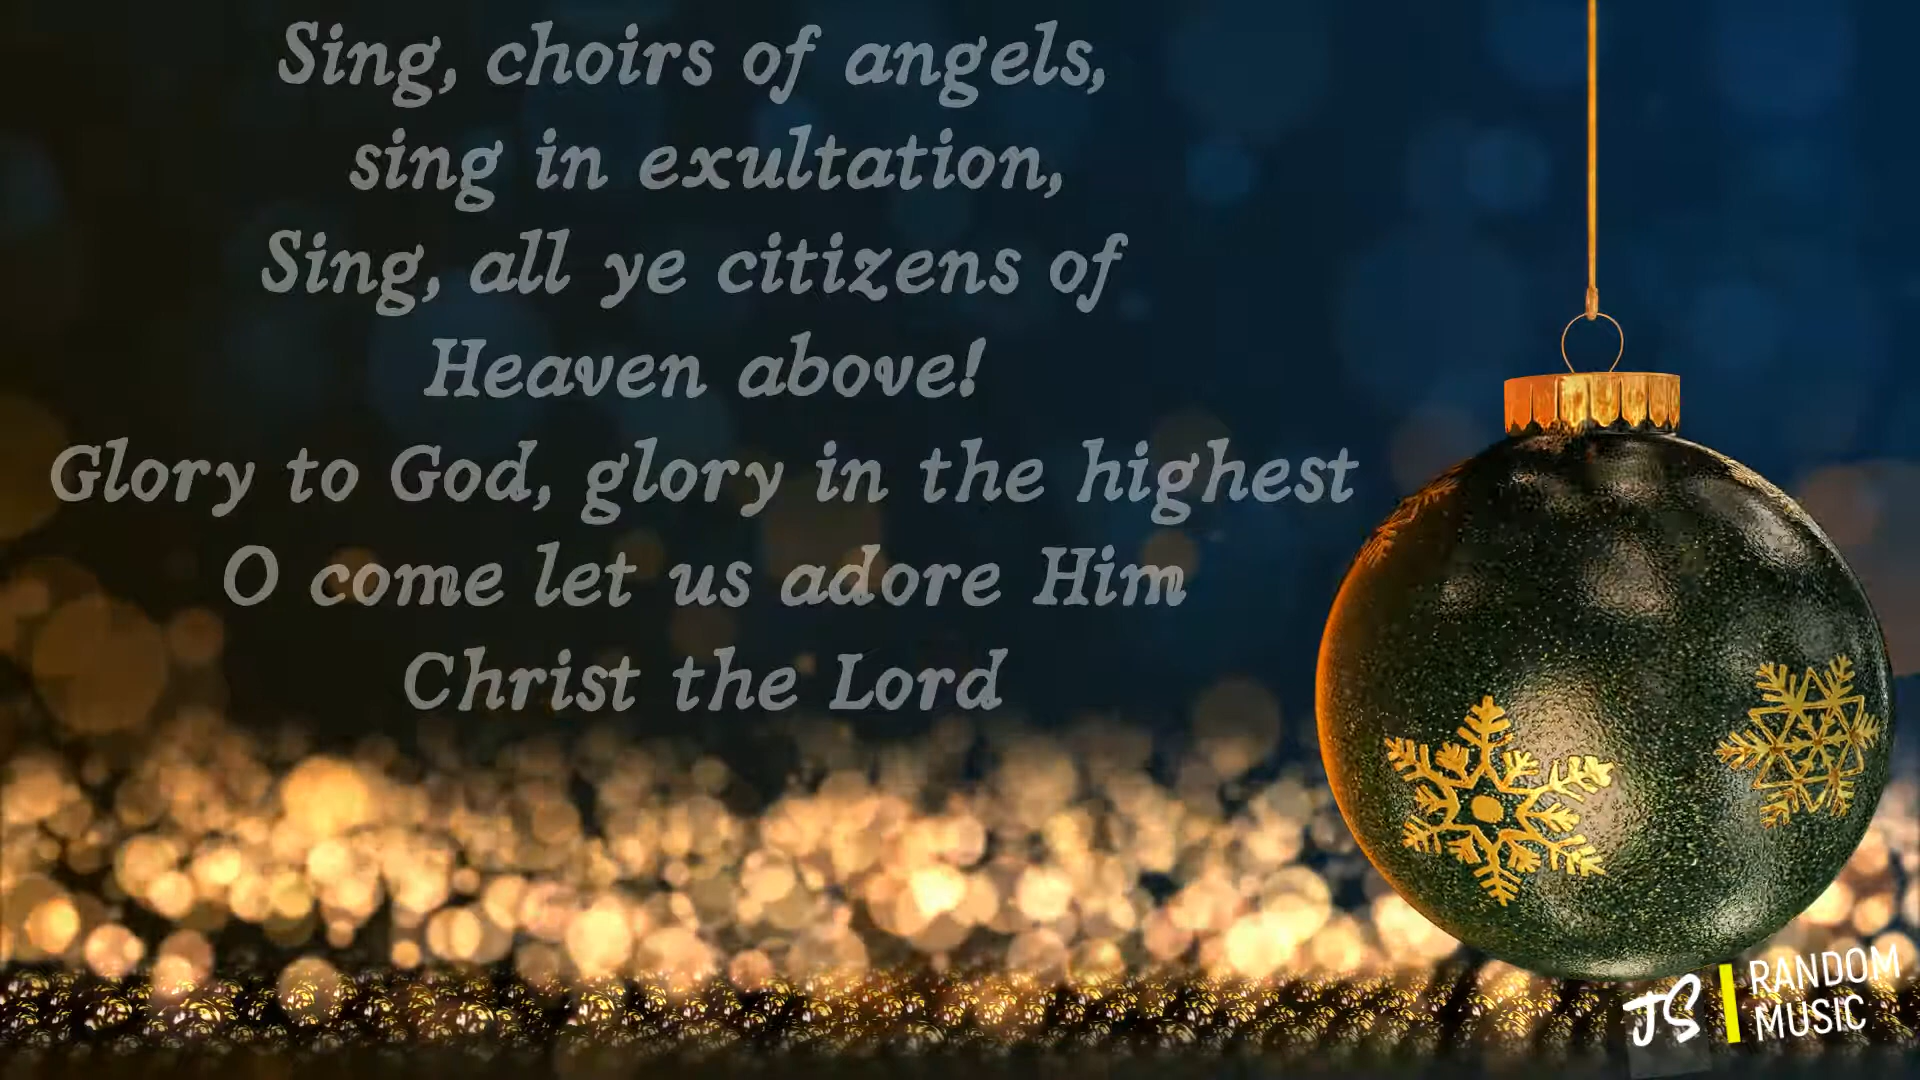 Sing, choirs of angels,
sing in exultation,
Sing, all ye citizens of
Heaven above!
Glory to God, glory in the highest
O come let us adore Him
Christ the Lord
JS
RANDOM
MUSIC